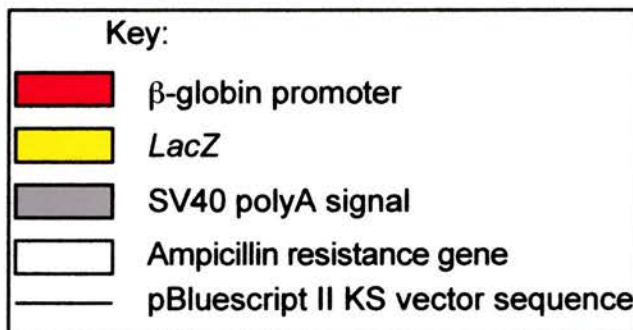 Key:
β-globin promoter
LacZ
SV40 polyA signal
Ampicillin resistance gene
pBluescript II KS vector sequence